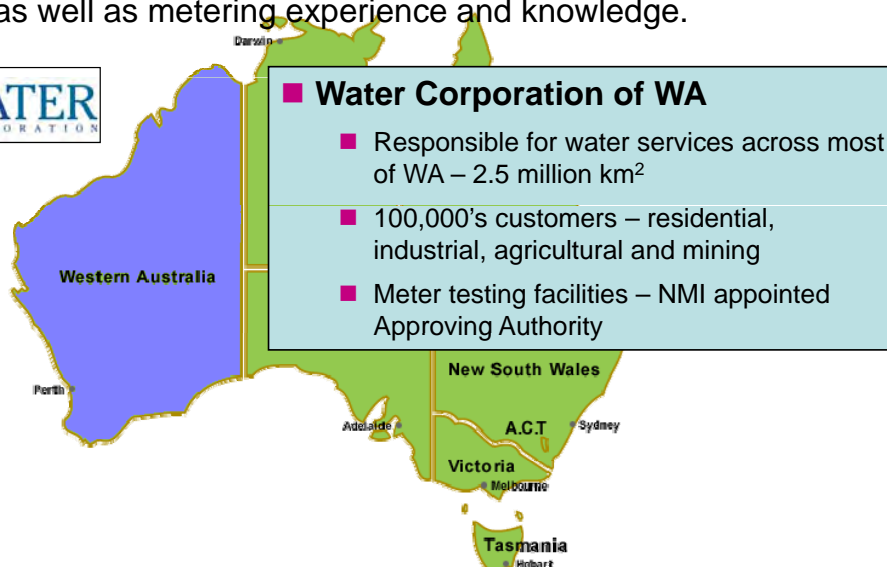 as well as metering experience and knowledge.
Darwin
ATER
ORATION
■ Water Corporation of WA
■ Responsible for water services across most
of WA – 2.5 million km²
■ 100,000's customers – residential,
industrial, agricultural and mining
■ Meter testing facilities – NMI appointed
Approving Authority
Western Australia
New South Wales
Perth
Adelaide
A.C.T
Sydney
Victoria
Melbourne
Tasmania
Hobart